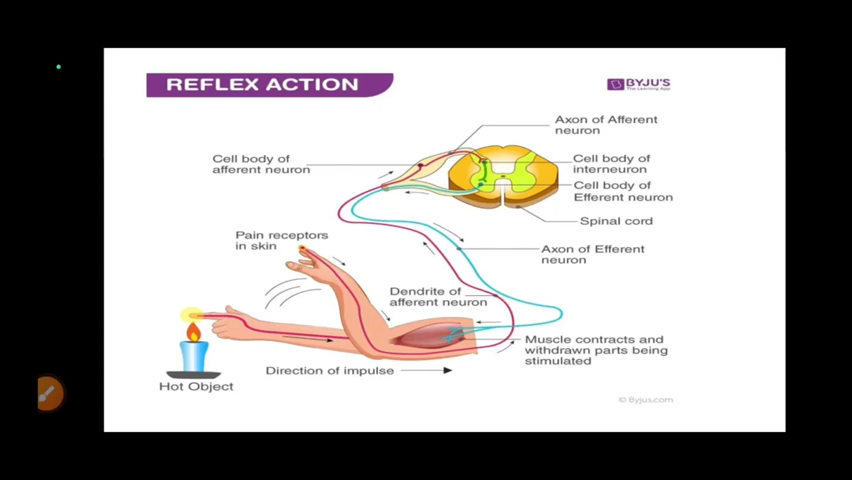 REFLEX ACTION
BYJU'S
The Learning App
Axon of Afferent
neuron
Cell body of
afferent neuron
Cell body of
interneuron
Cell body of
Efferent neuron
Spinal cord
Pain receptors
in skin
Axon of Efferent
neuron
Dendrite of
afferent neuron
Muscle contracts and
withdrawn parts being
stimulated
Direction of impulse
Hot Object
© Byjus.com